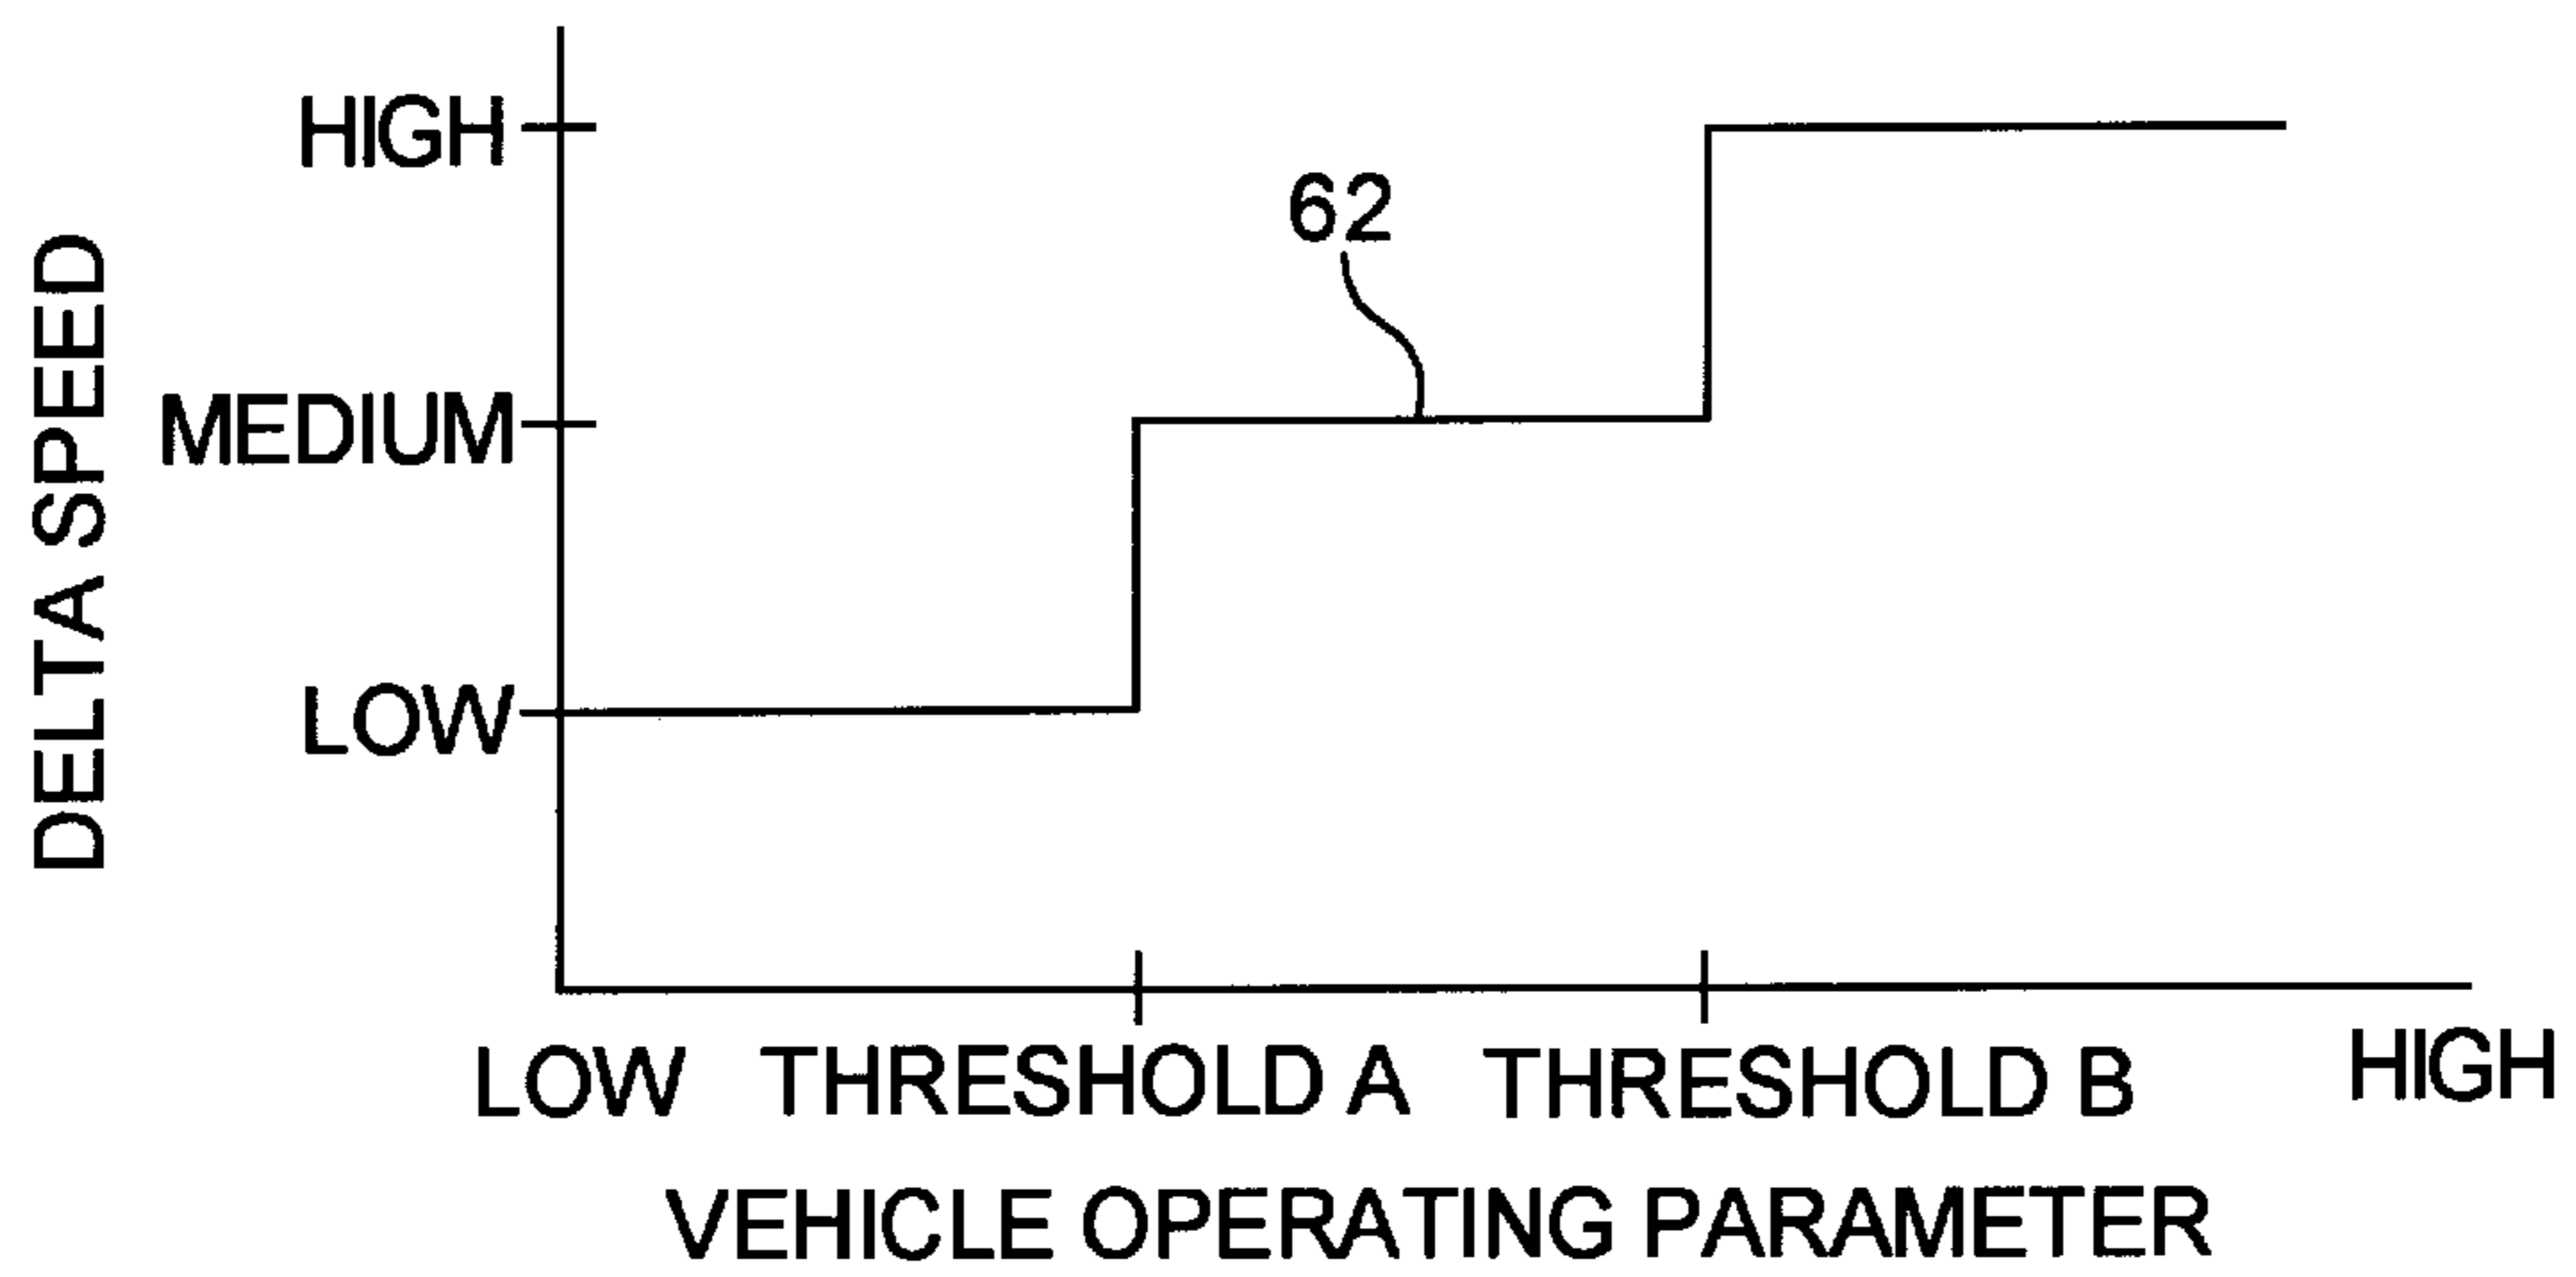 HIGH
62
MEDIUM
LOW
DELTA SPEED
LOW THRESHOLD A THRESHOLD B HIGH
VEHICLE OPERATING PARAMETER